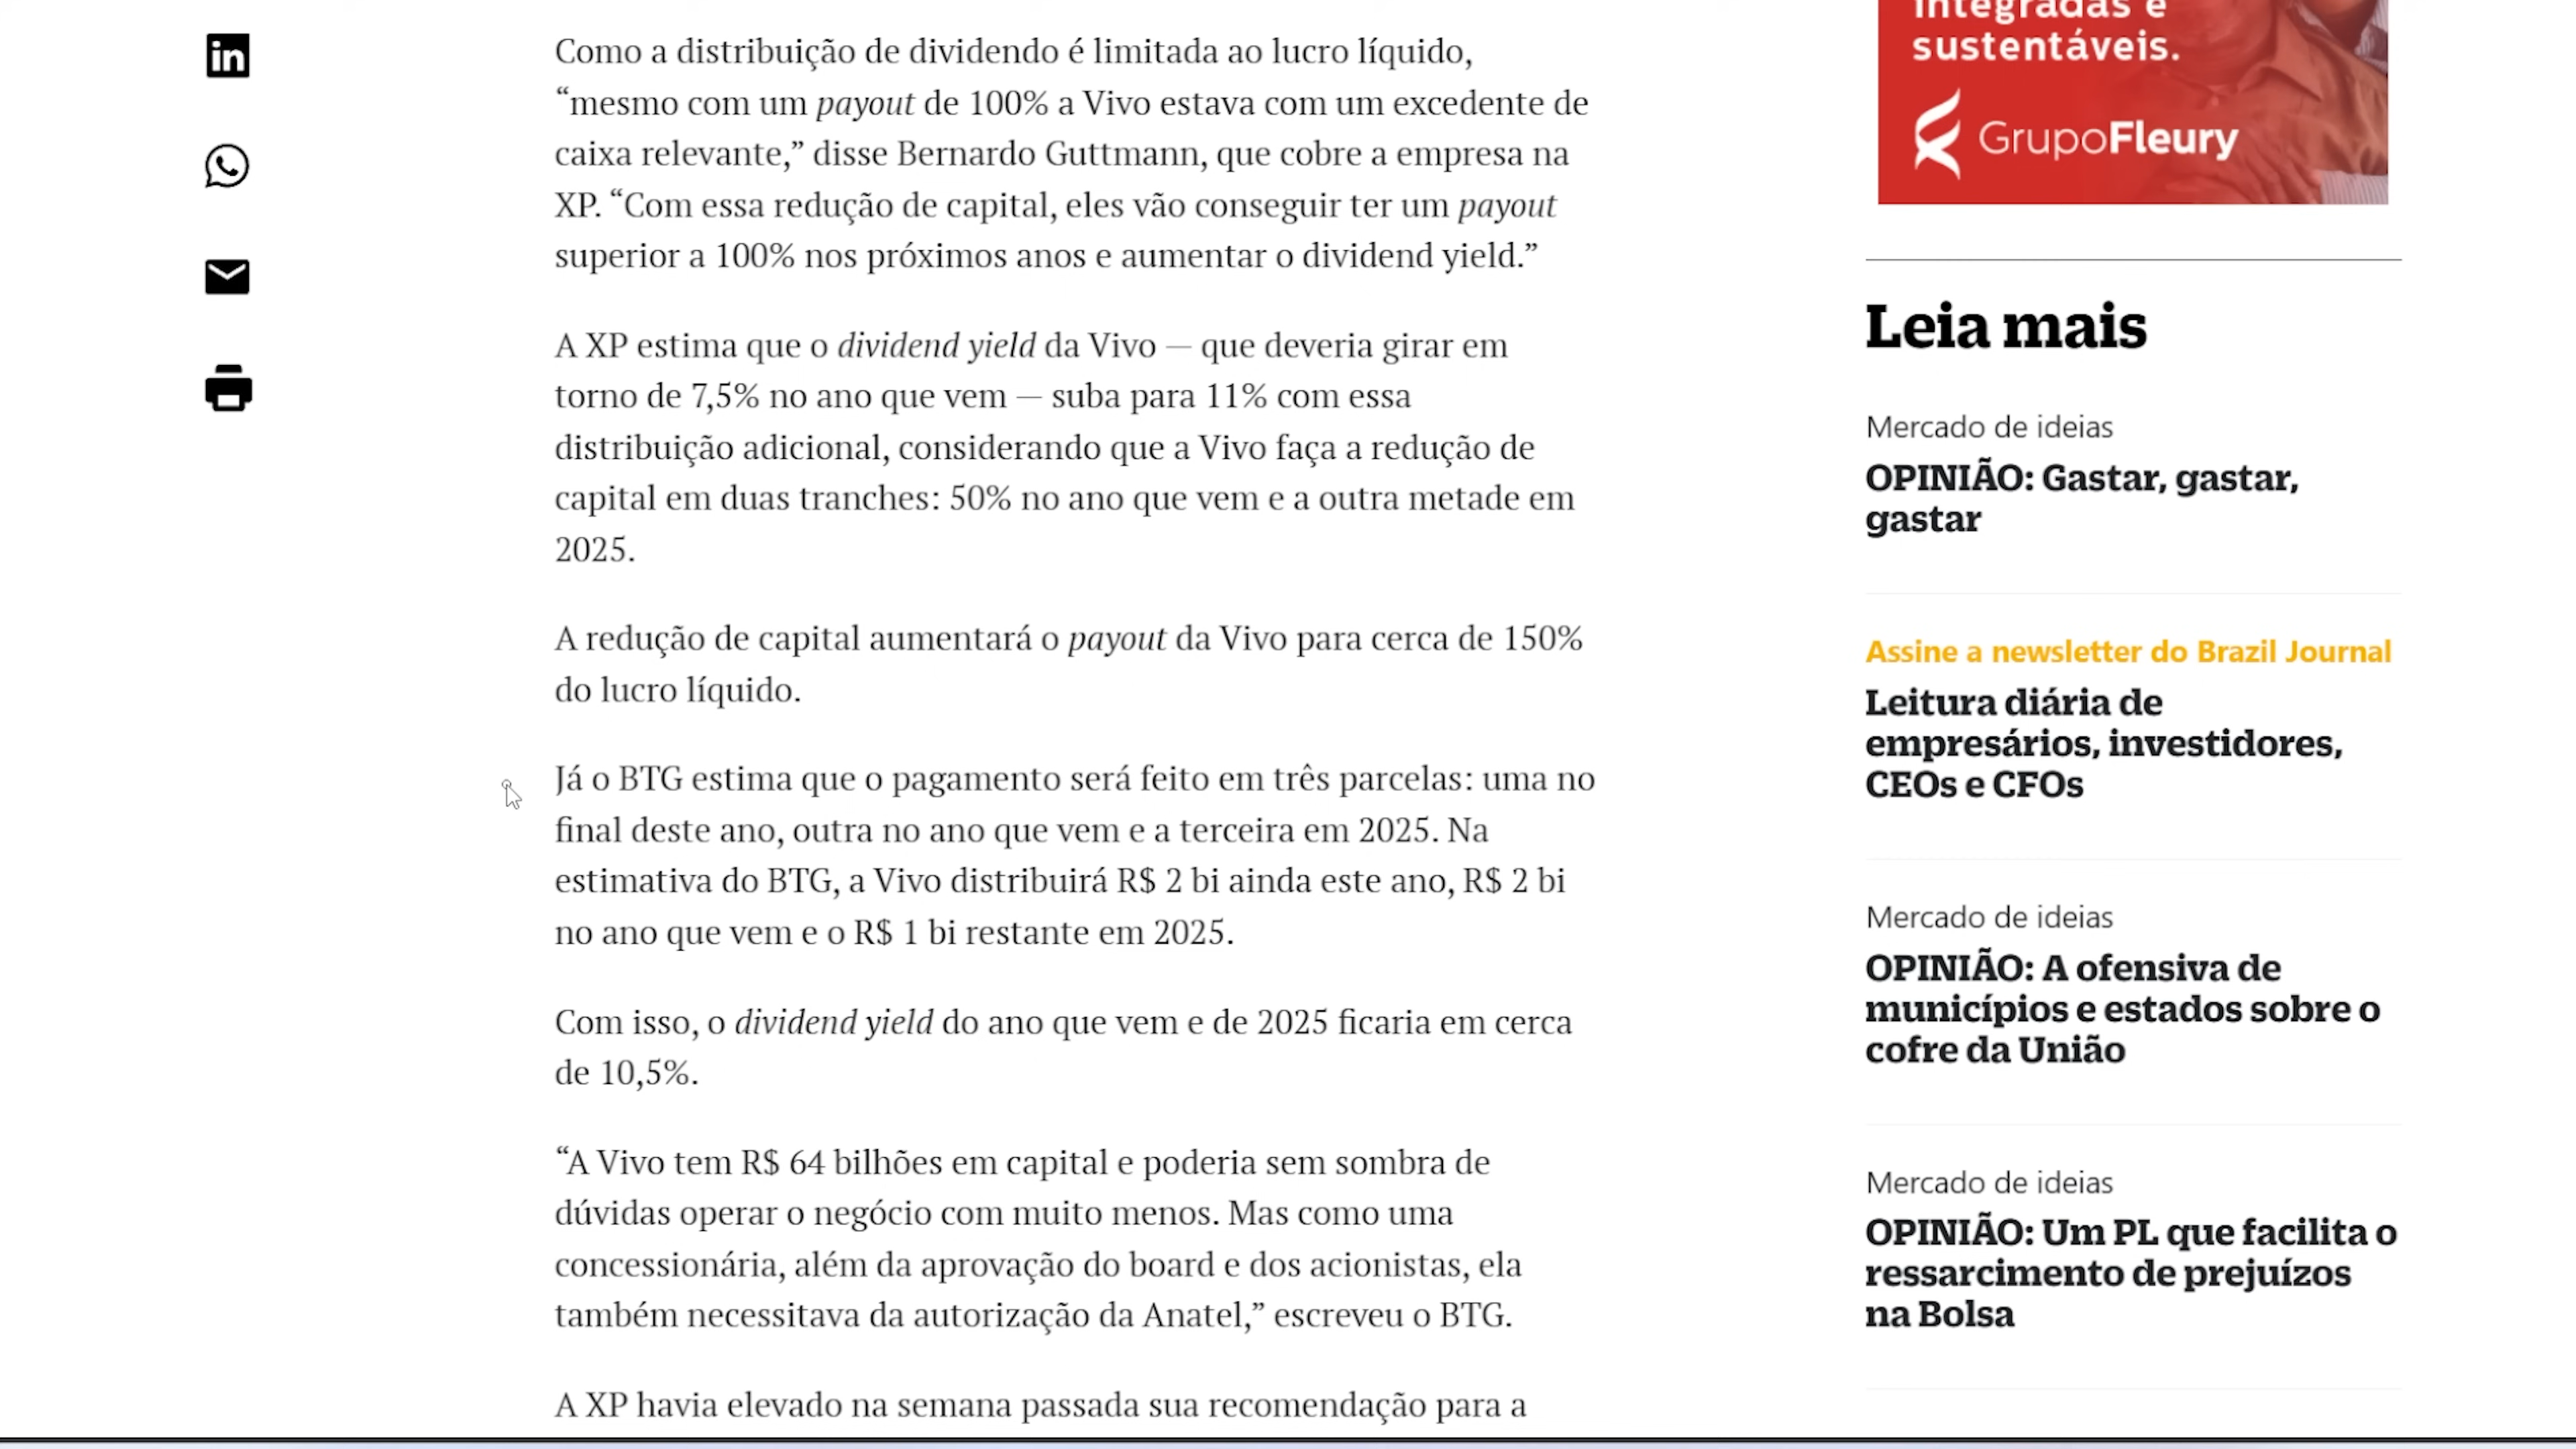 Como a distribuição de dividendo é limitada ao lucro líquido,
“mesmo com um payout de 100% a Vivo estava com um excedente de
caixa relevante,” disse Bernardo Guttmann, que cobre a empresa na
XP. “Com essa redução de capital, eles vão conseguir ter um payout
superior a 100% nos próximos anos e aumentar o dividend yield.”
A XP estima que o dividend yield da Vivo — que deveria girar em
torno de 7,5% no ano que vem — suba para 11% com essa
distribuição adicional, considerando que a Vivo faça a redução de
capital em duas tranches: 50% no ano que vem e a outra metade em
2025.
A redução de capital aumentará o payout da Vivo para cerca de 150%
do lucro líquido.
Já o BTG estima que o pagamento será feito em três parcelas: uma no
final deste ano, outra no ano que vem e a terceira em 2025. Na
estimativa do BTG, a Vivo distribuirá R$ 2 bi ainda este ano, R$ 2 bi
no ano que vem e o R$ 1 bi restante em 2025.
Com isso, o dividend yield do ano que vem e de 2025 ficaria em cerca
de 10,5%.
“A Vivo tem R$ 64 bilhões em capital e poderia sem sombra de
dúvidas operar o negócio com muito menos. Mas como uma
concessionária, além da aprovação do board e dos acionistas, ela
também necessitava da autorização da Anatel,” escreveu o BTG.
A XP havia elevado na semana passada sua recomendação para a
integradas e
sustentáveis.
GrupoFleury
Leia mais
Mercado de ideias
OPINIÃO: Gastar, gastar,
gastar
Assine a newsletter do Brazil Journal
Leitura diária de
empresários, investidores,
CEOs e CFOs
Mercado de ideias
OPINIÃO: A ofensiva de
municípios e estados sobre o
cofre da União
Mercado de ideias
OPINIÃO: Um PL que facilita o
ressarcimento de prejuízos
na Bolsa
in